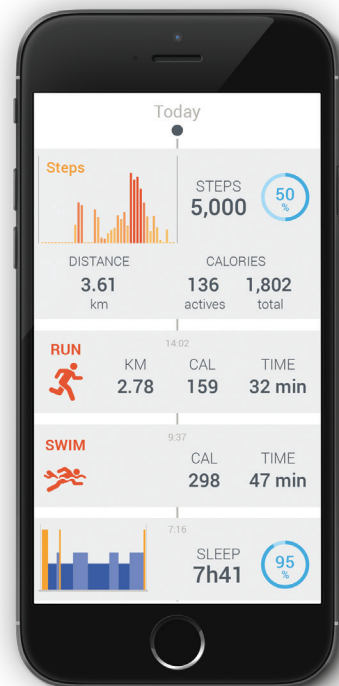 Today
Steps
STEPS
5,000
50
%
DISTANCE
3.61
km
CALORIES
136 1,802
actives total
14:02
RUN
KM CAL TIME
2.78 159 32 min
9:37
SWIM
CAL TIME
298 47 min
7:16
SLEEP
7h41
95
%